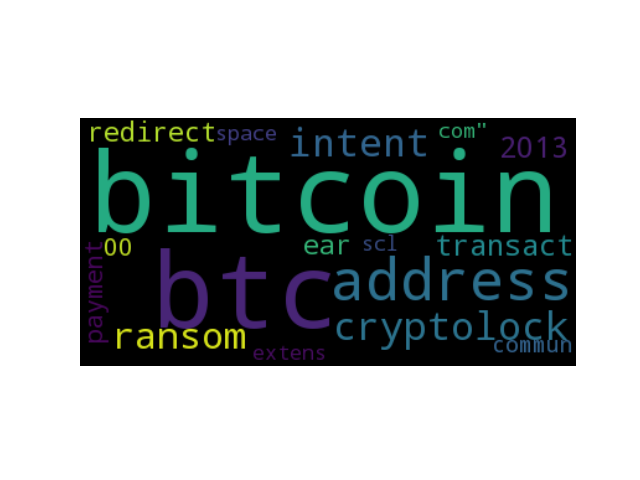 redirect
space
intent
com"
2013
bitcoin
00
ear
scl
transact
payment
btc
address
ransom
cryptolock
commun
extens